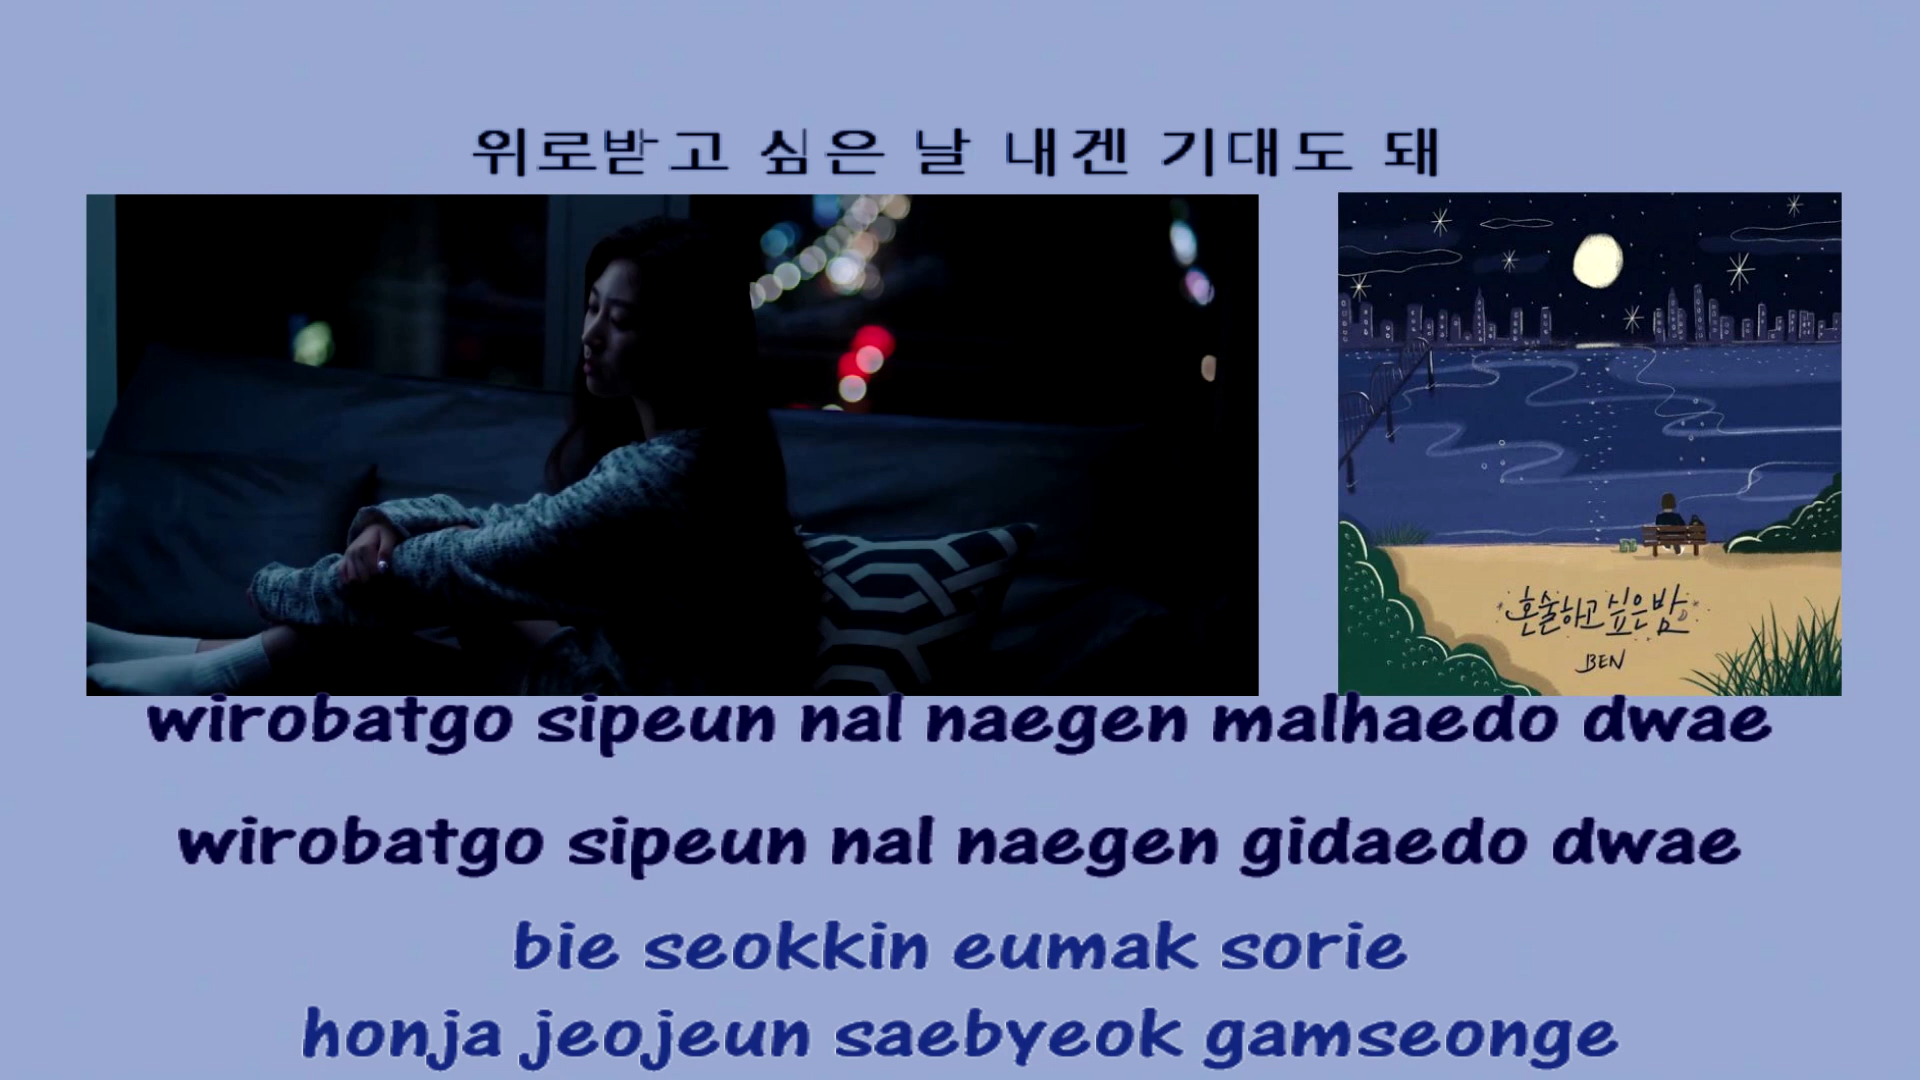 위로받고 싶은 날 내겐 기대도 돼
혼술하고 싶은 밤
BEN
wirobatgo sipeun nal naegen malhaedo dwae
wirobatgo sipeun nal naegen gidaedo dwae
bie seokkin eumak sorie
honja jeojeun saebyeok gamseonge